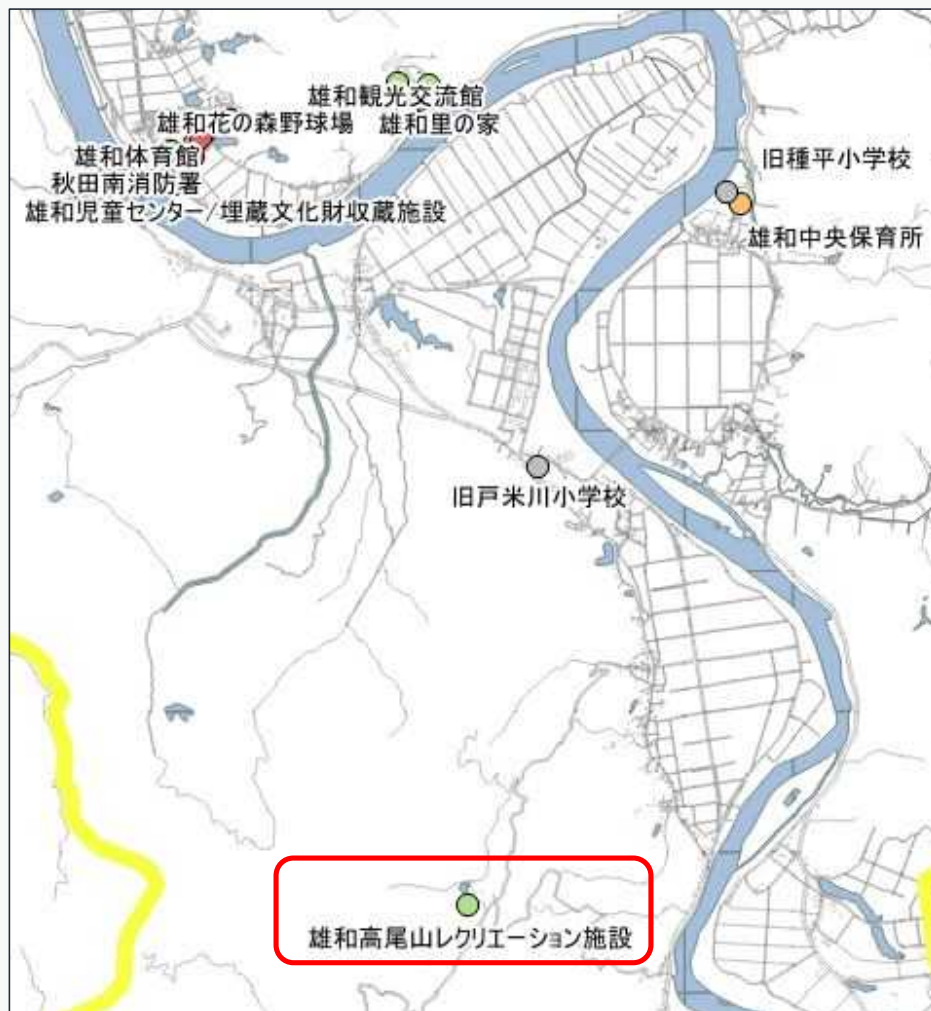 雄和観光交流館
雄和花の森野球場
雄和里の家
雄和体育館
秋田南消防署
雄和児童センター/埋蔵文化財収蔵施設
旧種平小学校
雄和中央保育所
旧戸米川小学校
雄和高尾山レクリエーション施設